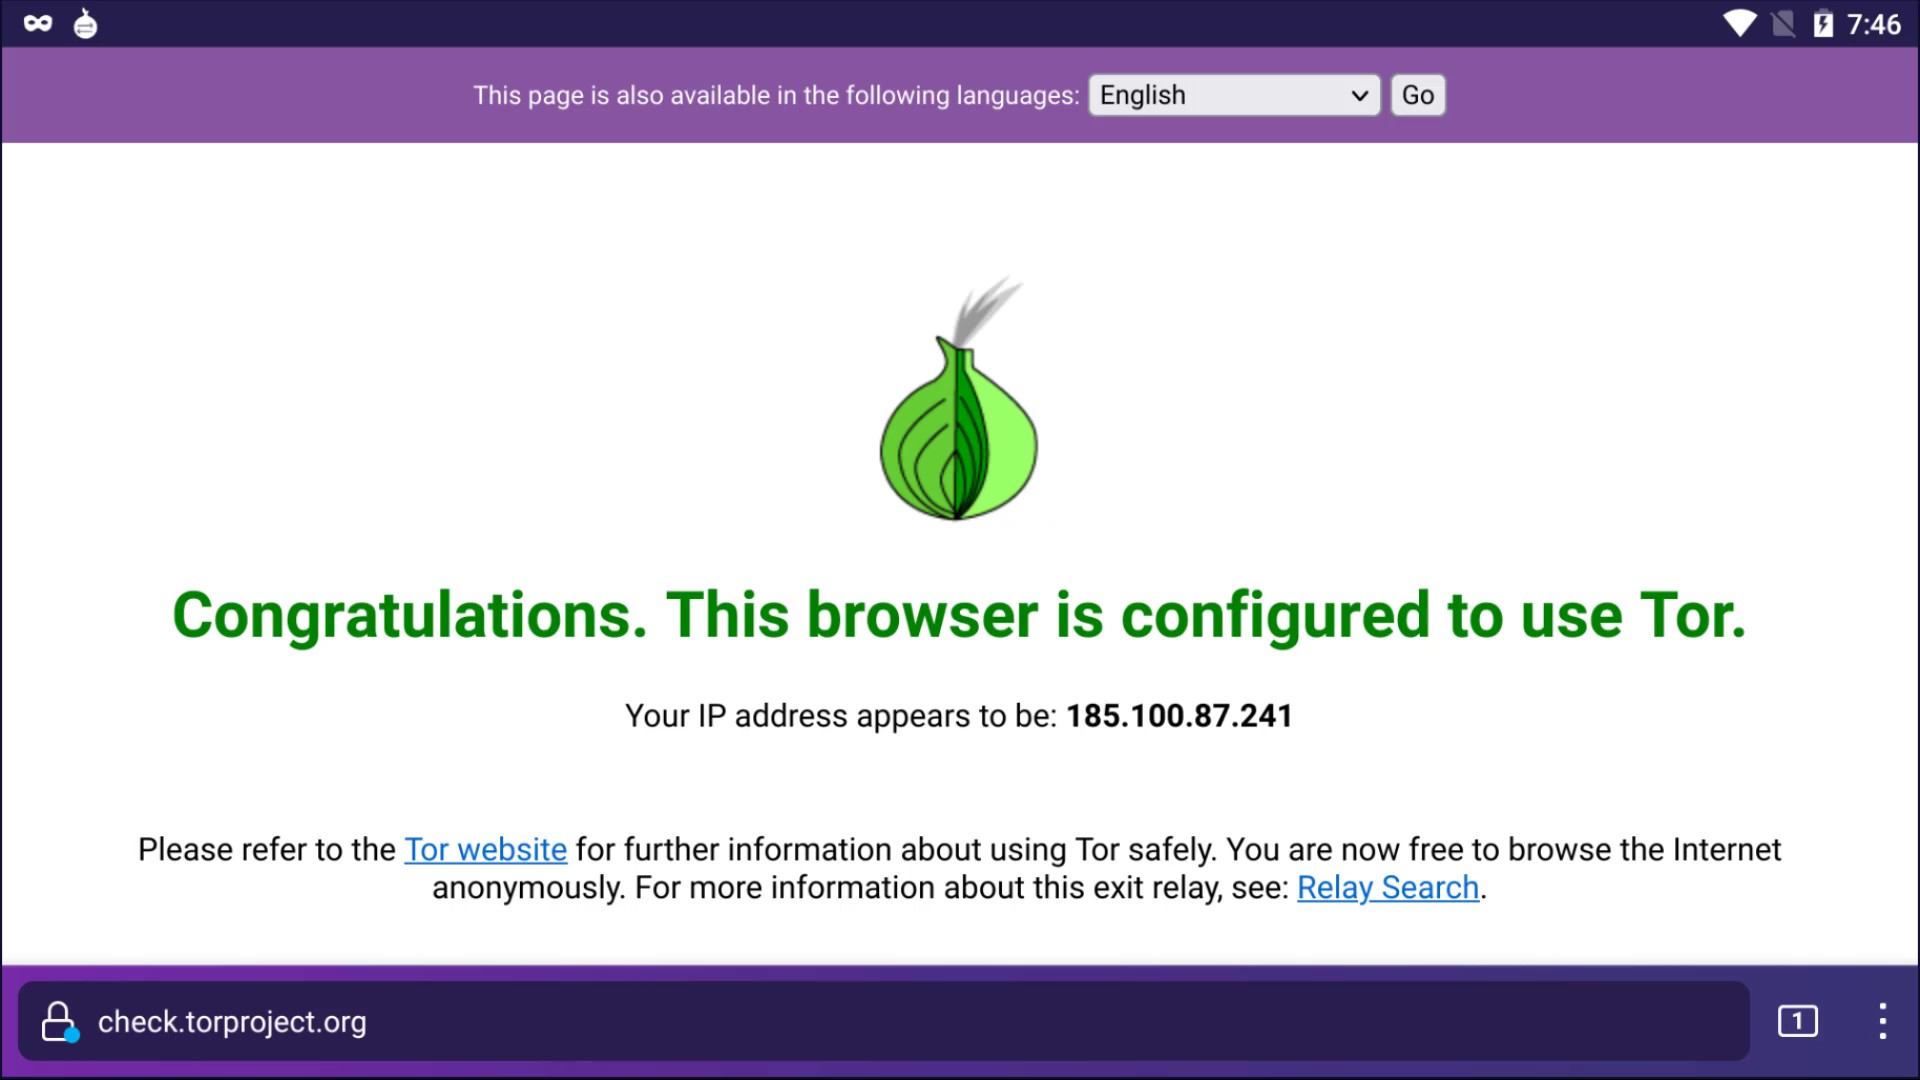 7:46
This page is also available in the following languages: English Go
Congratulations. This browser is configured to use Tor.
Your IP address appears to be: 185.100.87.241
Please refer to the Tor website for further information about using Tor safely. You are now free to browse the Internet
anonymously. For more information about this exit relay, see: Relay Search.
check.torproject.org 1